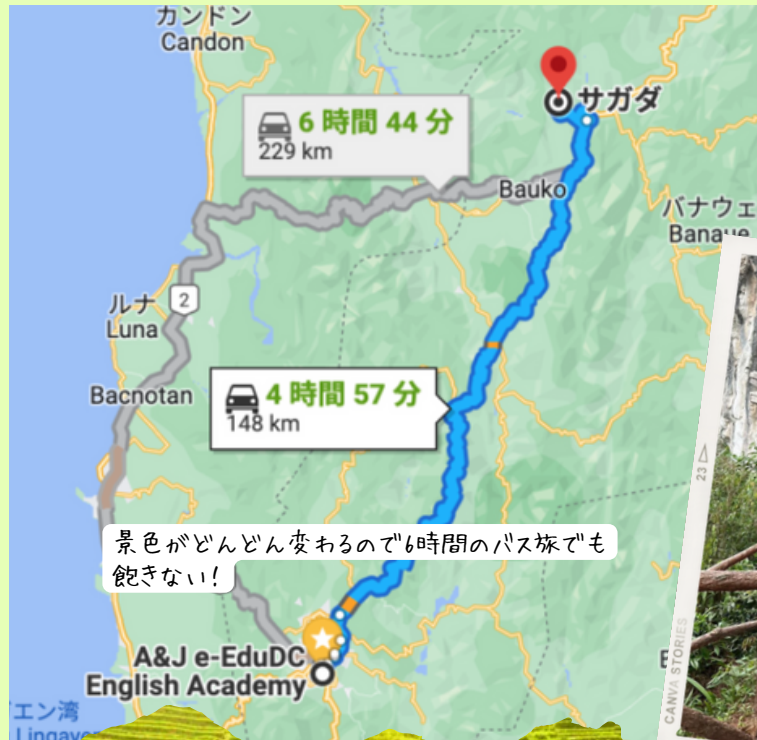 カンドン
Candon
サガダ
6 時間 44 分
229 km
Bauko
バナウェ
Banaue
ルナ
Luna
2
Bacnotan
4 時間 57 分
148 km
23
景色がどんどん変わるので6時間のバス旅でも
飽きない!
A&J e-EduDC
English Academy
CANVA STORIES
エン湾
Lingaye